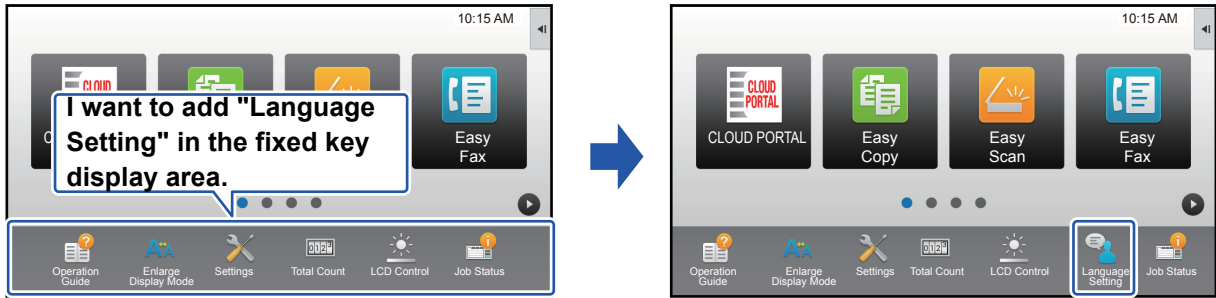 10:15 AM
CLOUD
I want to add "Language
Setting" in the fixed key
display area.
Easy
Fax
Operation
Guide
Enlarge
Display Mode
Settings
Total Count
LCD Control
Job Status
10:15 AM
CLOUD
PORTAL
CLOUD PORTAL
Easy
Copy
Easy
Scan
Easy
Fax
Operation
Guide
Enlarge
Display Mode
Settings
Total Count
LCD Control
Language
Setting
Job Status